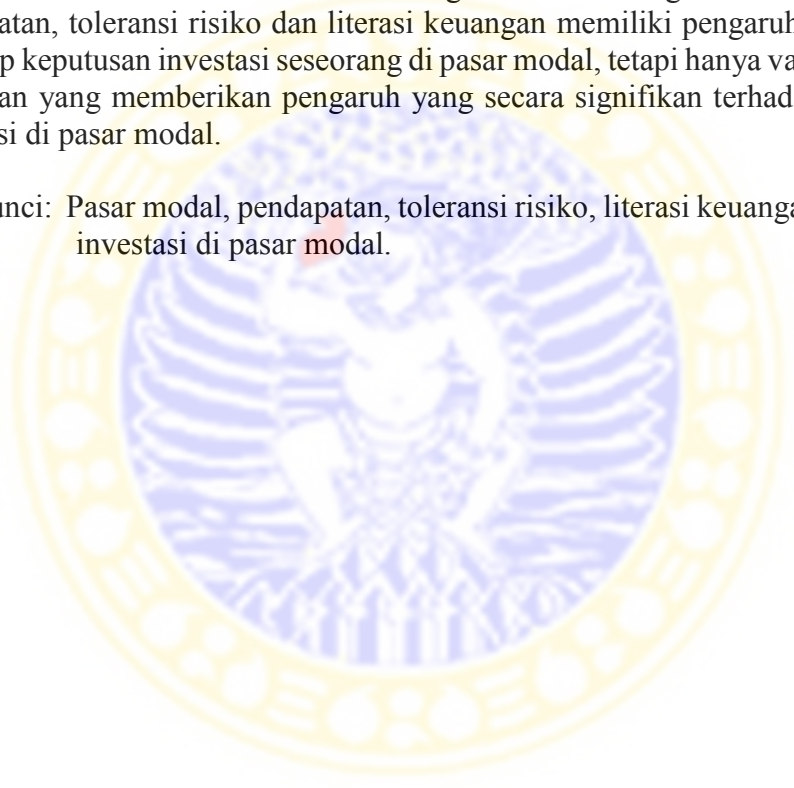 atan, toleransi risiko dan literasi keuangan memiliki pengaruh
p keputusan investasi seseorang di pasar modal, tetapi hanya va
an yang memberikan pengaruh yang secara signifikan terhad
si di pasar modal.
unci: Pasar modal, pendapatan, toleransi risiko, literasi keuanga
investasi di pasar modal.